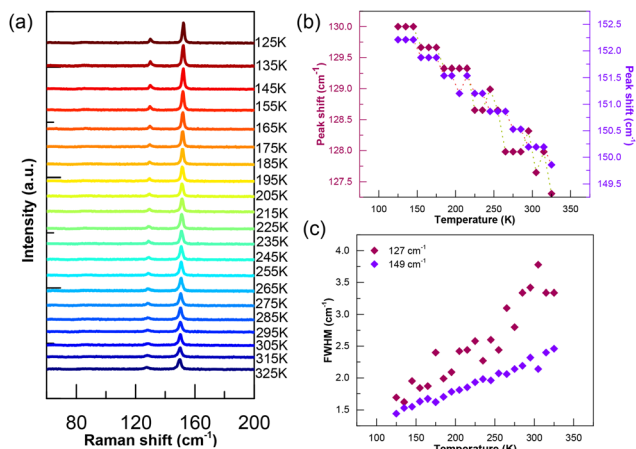 (a)
125K
135K
145K
155K
165K
175K
185K
195K
205K
215K
225K
235K
245K
255K
265K
275K
285K
295K
305K
315K
325K
Intensity (a.u.)
80
120
160
200
Raman shift (cm⁻¹)
(b)
130.0
129.5
129.0
128.5
128.0
127.5
Peak shift (cm⁻¹)
152.5
152.0
151.5
151.0
150.5
150.0
149.5
Peak shift (cm⁻¹)
100 150 200 250 300 350
Temperature (K)
(c)
127 cm⁻¹
149 cm⁻¹
4.0
3.5
3.0
2.5
2.0
1.5
FWHM (cm⁻¹)
100 150 200 250 300 350
Temperature (K)